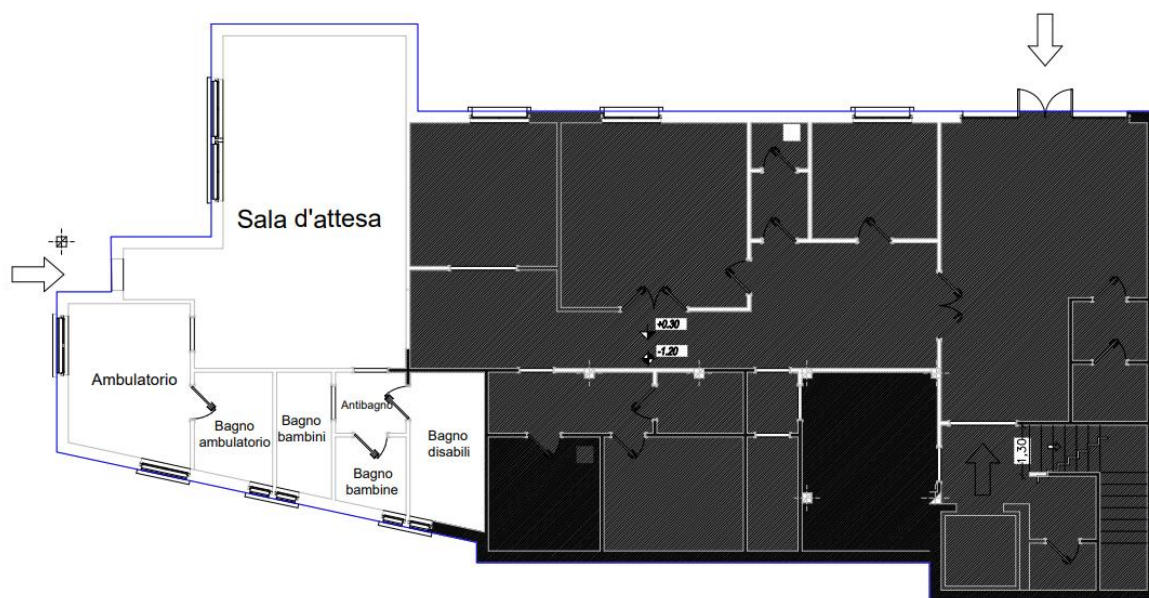 Sala d'attesa
+0.30
-1.20
Ambulatorio
Bagno
ambulatorio
Bagno
bambini
Antibagno
Bagno
bambine
Bagno
disabili
1,30